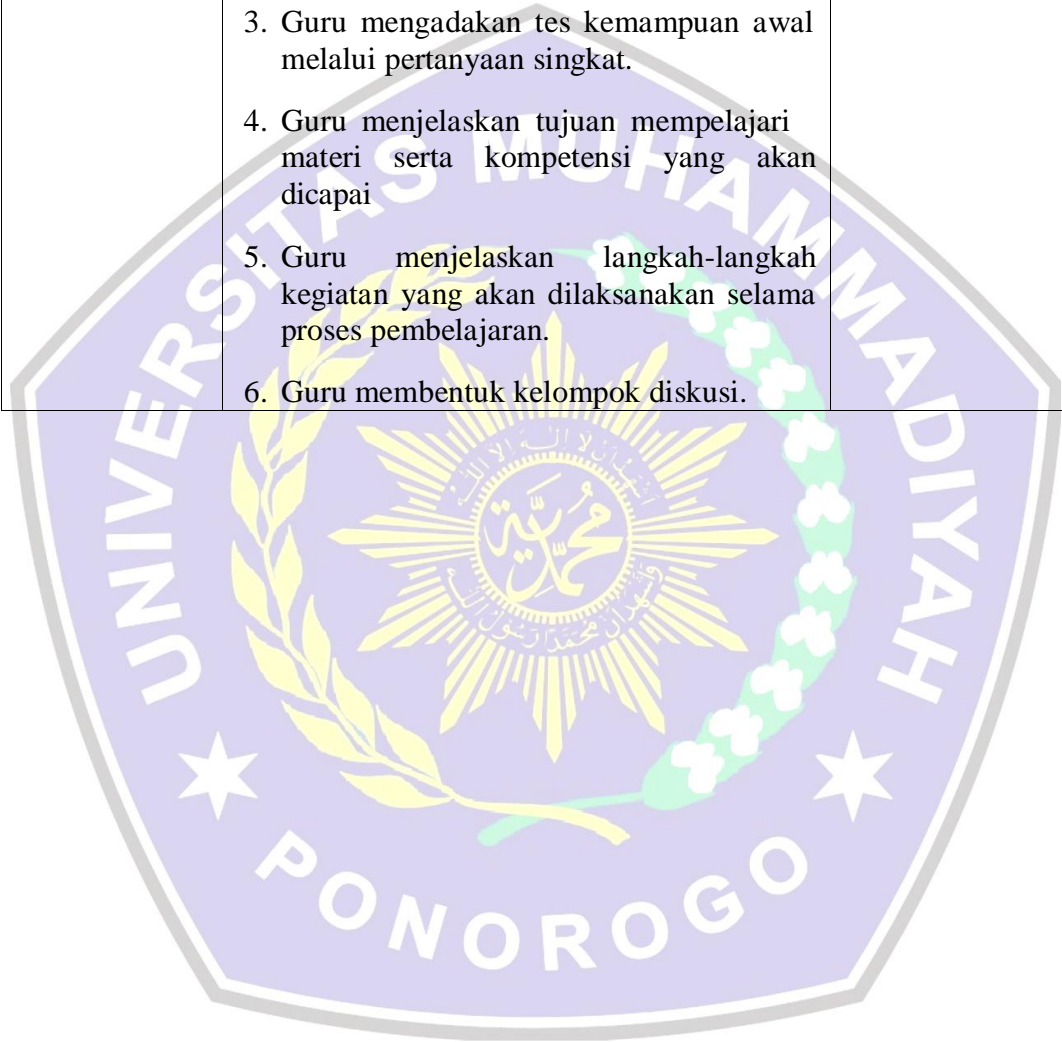 3. Guru mengadakan tes kemampuan awal
melalui pertanyaan singkat.
4. Guru menjelaskan tujuan mempelajari
materi serta kompetensi yang akan
dicapai
5. Guru menjelaskan langkah-langkah
kegiatan yang akan dilaksanakan selama
proses pembelajaran.
6. Guru membentuk kelompok diskusi.
UNIVERSITAS MUHAMMADIYAH
محمدية
PONOROGO